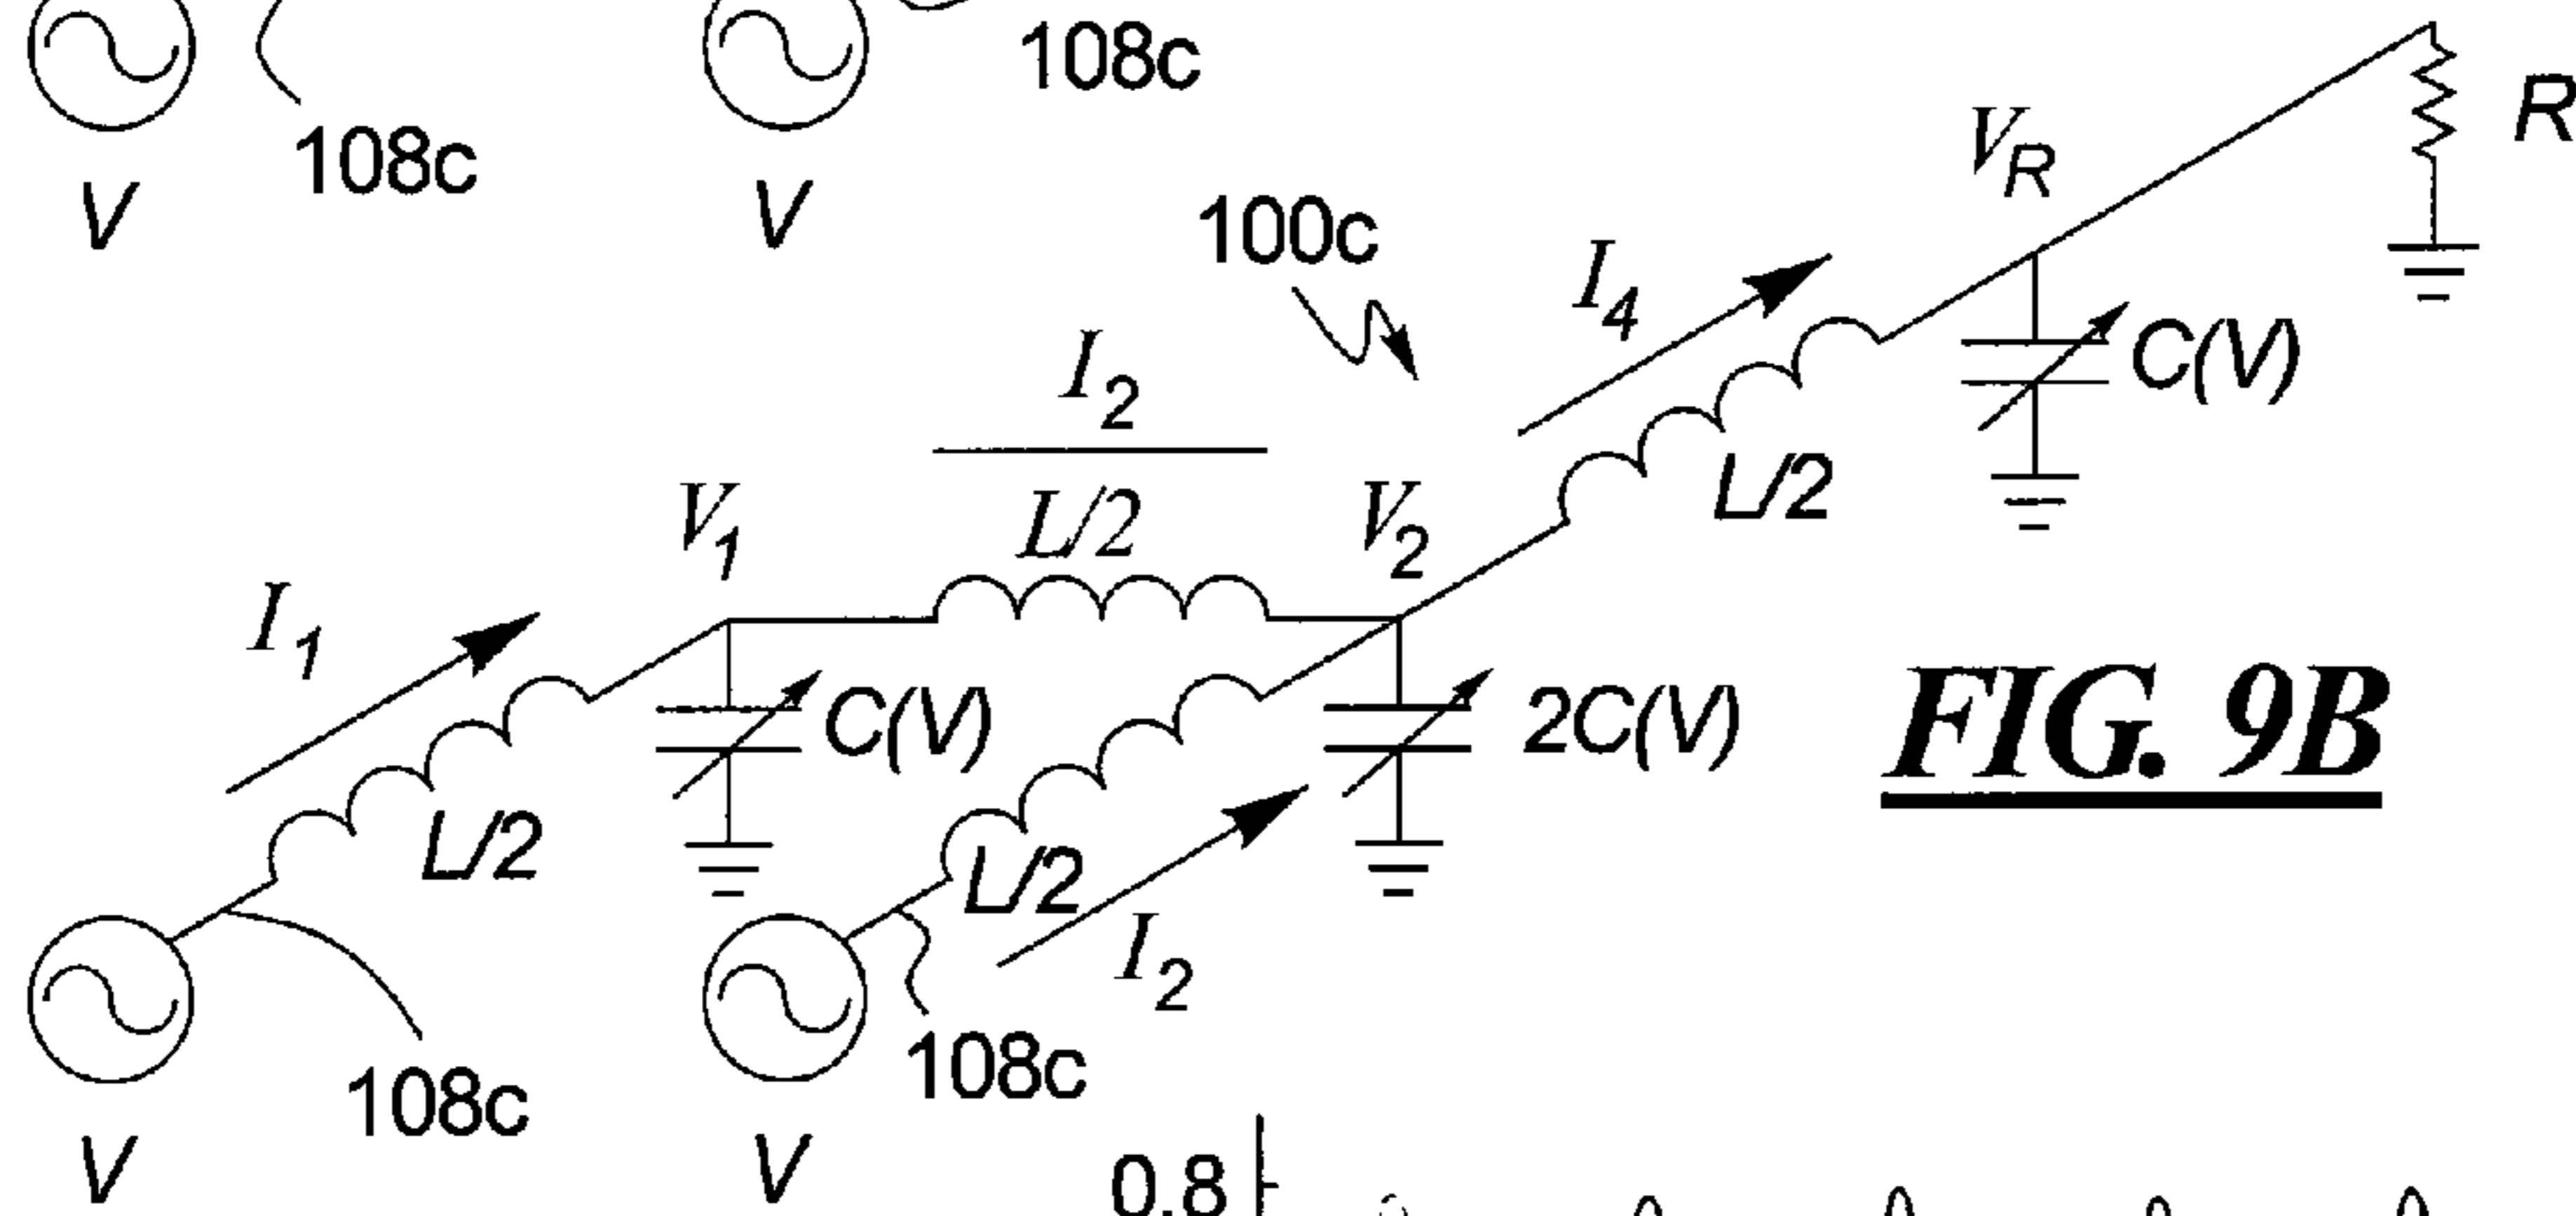 108c
108c
V
V
R
V_R
100c
I_4
C(V)
I_2
L/2
L/2
V_1
V_2
I_1
C(V)
2C(V)
FIG. 9B
L/2
L/2
I_2
108c
108c
V
V
0.8